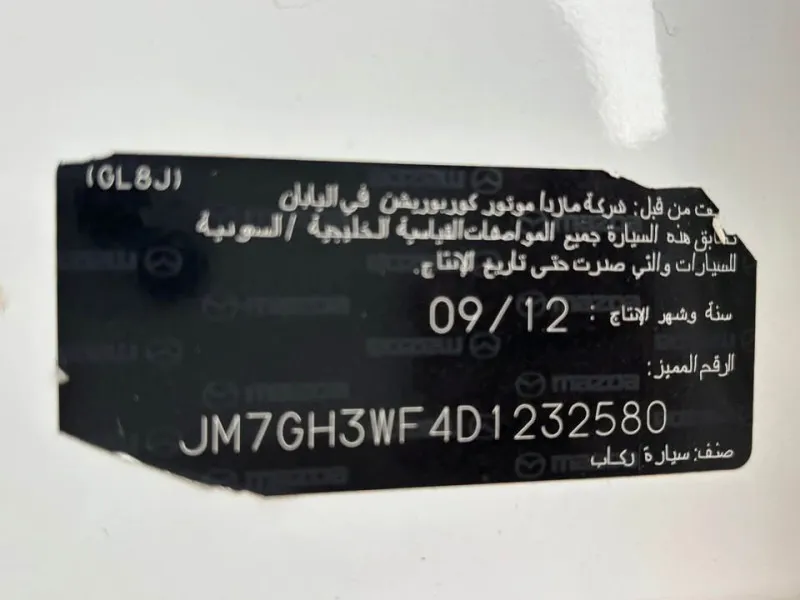 (GL8J)
ـعت من قبل: شركة مازدا موتور كوربوريشن في اليابان
تطابق هذه السيارة جميع المواصفات القياسية الخليجية / السعودية
للسيارات والتي صدرت حتى تاريخ الإنتاج.
سنة وشهر الإنتاج : 09/12
الرقم المميز:
JM7GH3WF4D1232580
صنف: سيارة ركاب